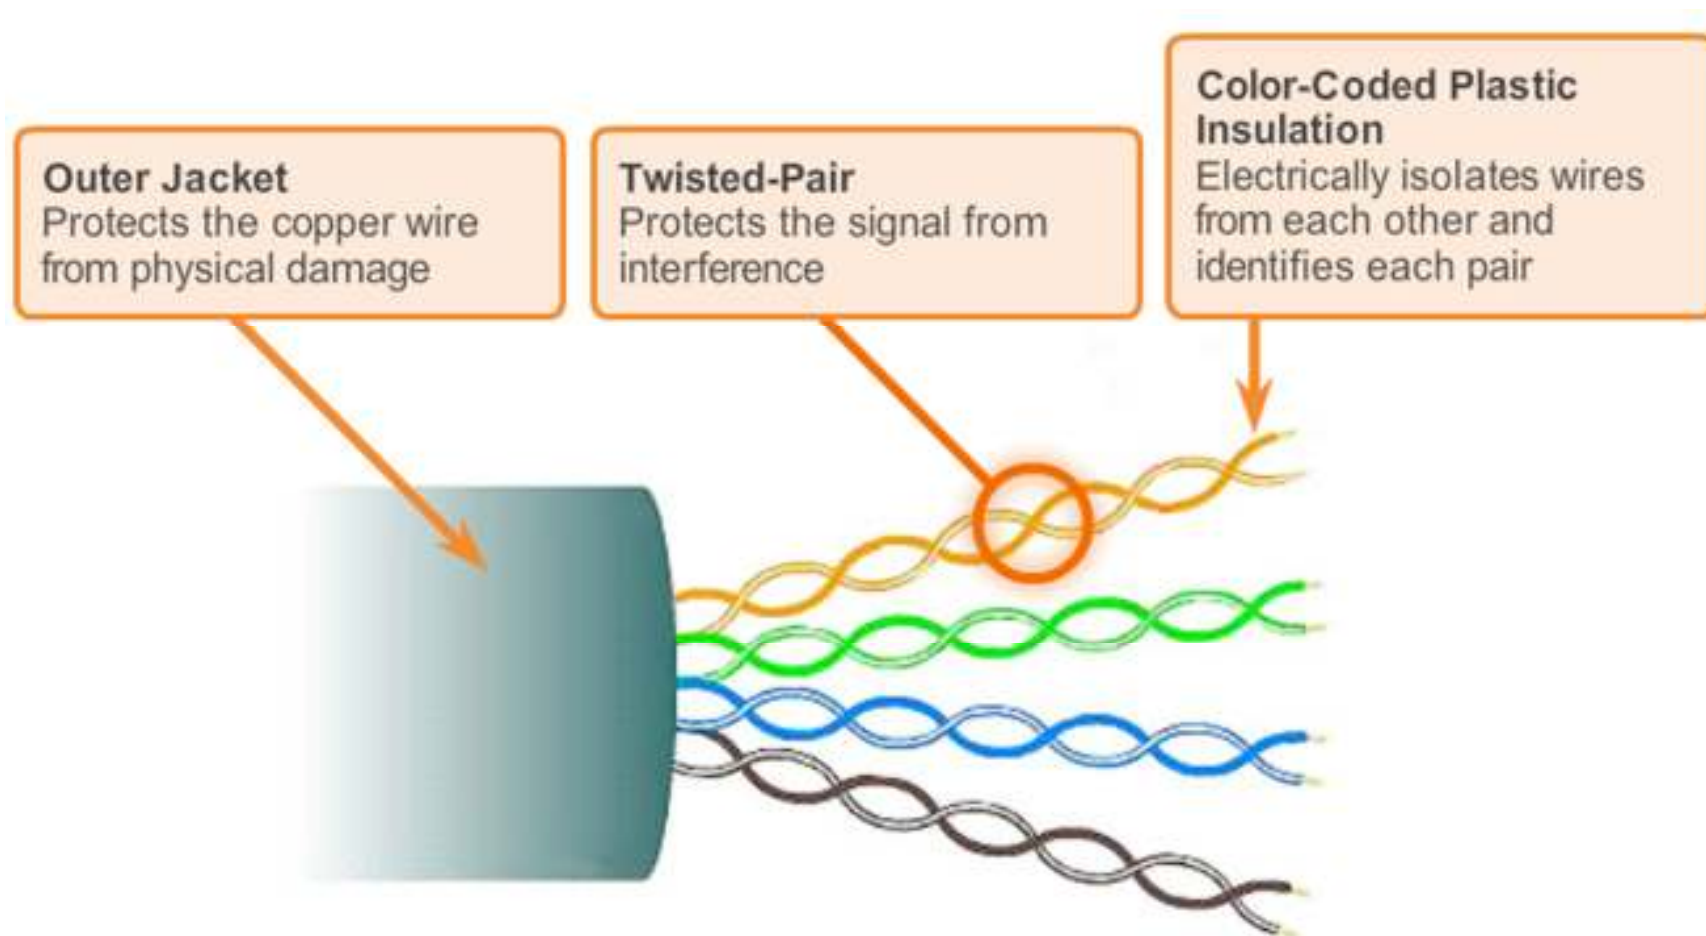 Outer Jacket
Protects the copper wire
from physical damage
Twisted-Pair
Protects the signal from
interference
Color-Coded Plastic
Insulation
Electrically isolates wires
from each other and
identifies each pair